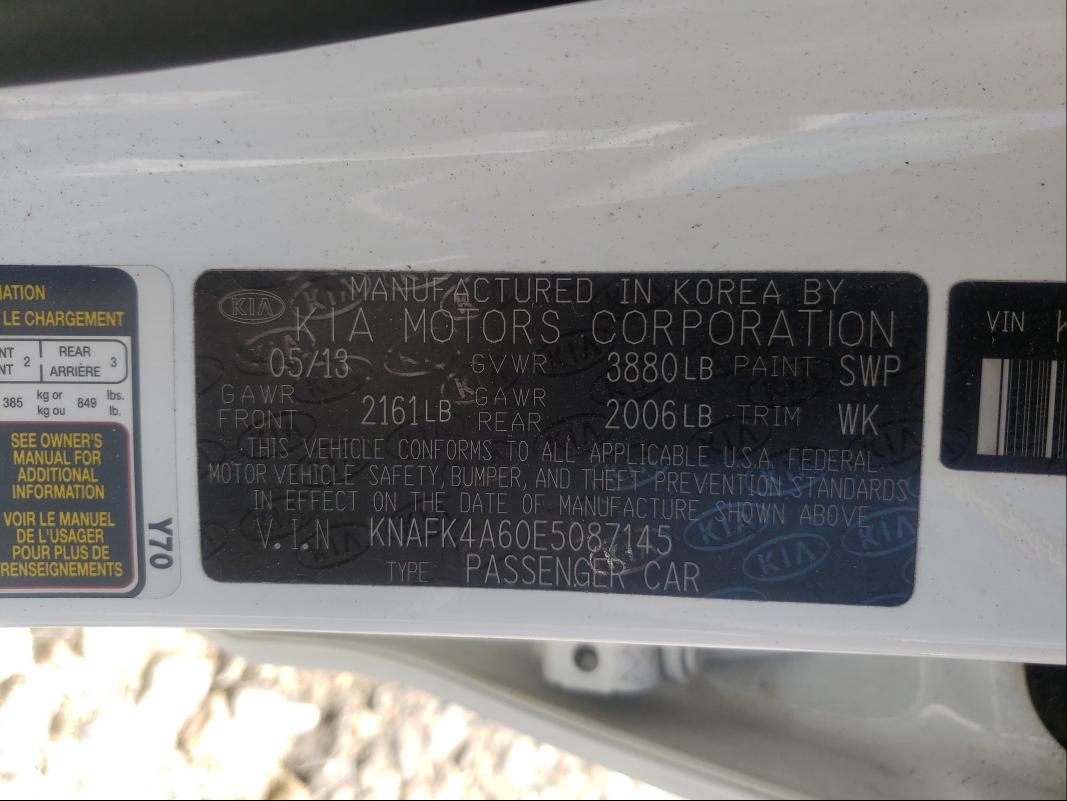 MATION
LE CHARGEMENT
NT 2 REAR 3
NT ARRIÈRE
385 kg or 849 lbs.
kg ou lb.
SEE OWNER'S
MANUAL FOR
ADDITIONAL
INFORMATION
VOIR LE MANUEL
DE L'USAGER
POUR PLUS DE
RENSEIGNEMENTS
Y70
KIA MANUFACTURED IN KOREA BY
KIA MOTORS CORPORATION
05/13 GVWR 3880LB PAINT SWP
GAWR FRONT 2161LB GAWR REAR 2006LB TRIM WK
THIS VEHICLE CONFORMS TO ALL APPLICABLE U.S.A. FEDERAL
MOTOR VEHICLE SAFETY, BUMPER, AND THEFT PREVENTION STANDARDS
IN EFFECT ON THE DATE OF MANUFACTURE SHOWN ABOVE
V.I.N KNAFK4A60E5087145
TYPE PASSENGER CAR
VIN K